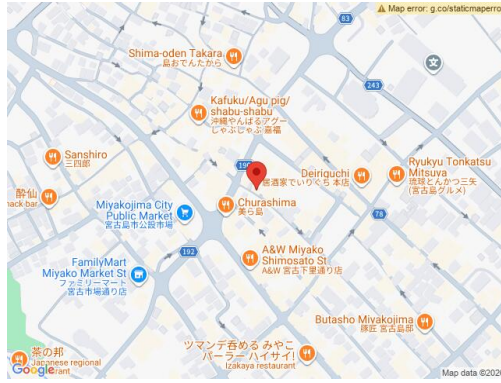 Map error: g.co/staticmaperro
83
Shima-oden Takara
島おでんたから
243
Kafuku/Agu pig/
shabu-shabu
沖縄やんばるアグー
しゃぶしゃぶ 嘉福
Sanshiro
三四郎
190
Deiriguchi
居酒家でいりぐち 本店
Ryukyu Tonkatsu
Mitsuya
琉球とんかつ三矢
(宮古島グルメ)
酔仙
nack-bar
Miyakojima City
Public Market
宮古島市公設市場
Churashima
美ら島
78
192
A&W Miyako
Shimosato St
A&W 宮古下里通り店
FamilyMart
Miyako Market St
ファミリーマート
宮古市場通り店
Butasho Miyakojima
豚匠 宮古島邸
ツマンデ呑める みやこ
パーラー ハイサイ!
Izakaya restaurant
茶の邦
Japanese regional
restaurant
Google
Map data ©2025